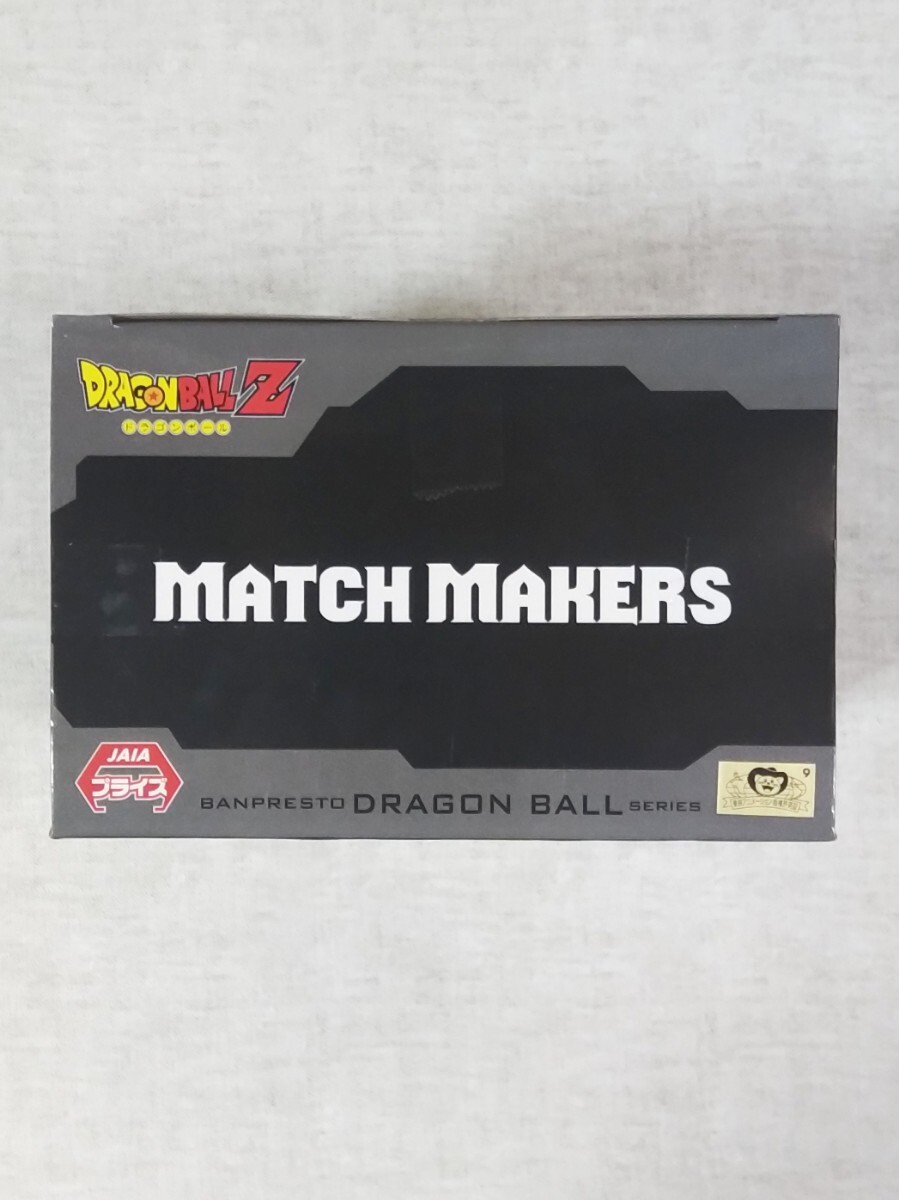 DRAGON BALL Z
ドラゴンボール
MATCH MAKERS
JAIA
プライズ
BANPRESTO DRAGON BALL SERIES
9